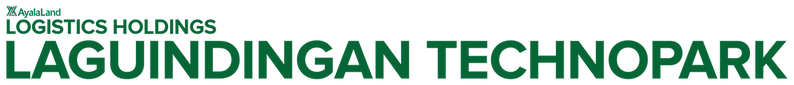 AyalaLand
LOGISTICS HOLDINGS
LAGUINDINGAN TECHNOPARK